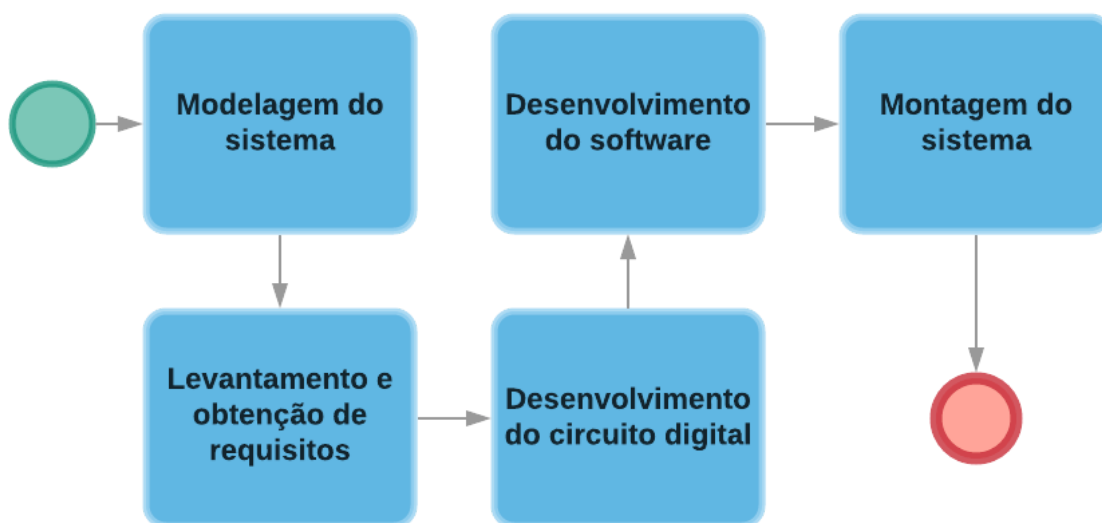 Modelagem do
sistema
Levantamento e
obtenção de
requisitos
Desenvolvimento
do circuito digital
Desenvolvimento
do software
Montagem do
sistema